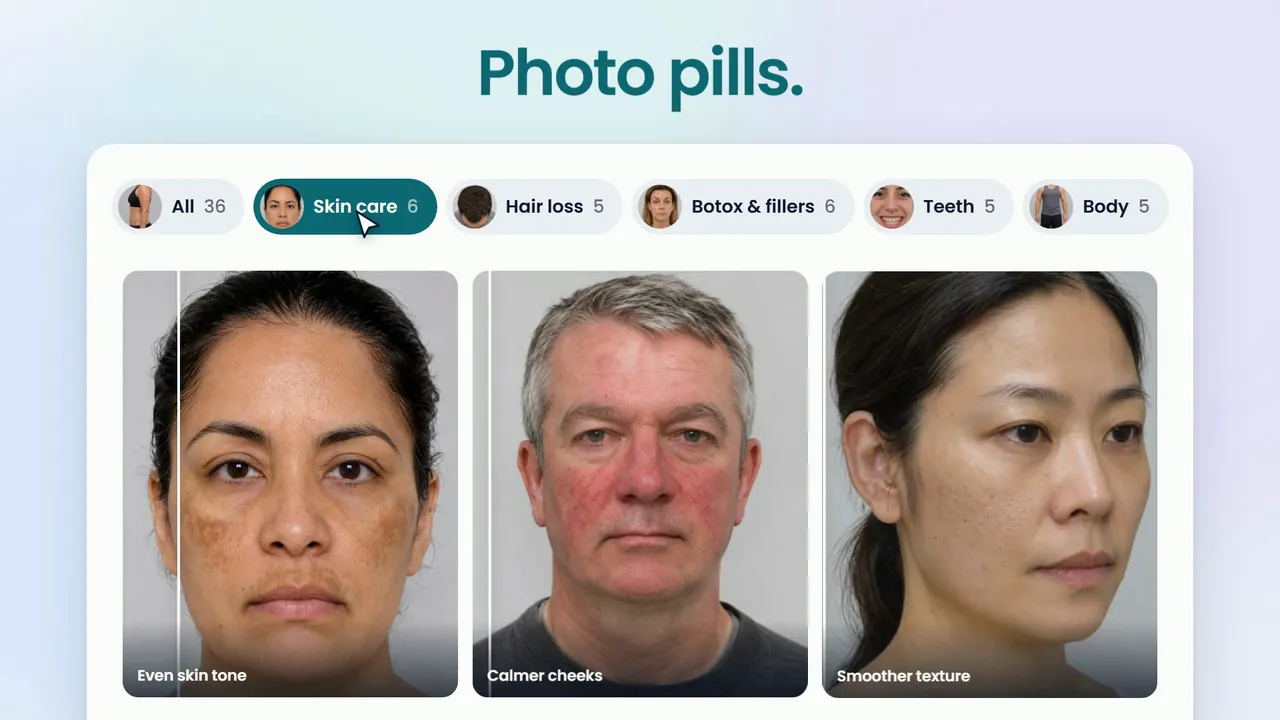 Photo pills.
All 36 Skin care 6 Hair loss 5 Botox & fillers 6 Teeth 5 Body 5
Even skin tone Calmer cheeks Smoother texture